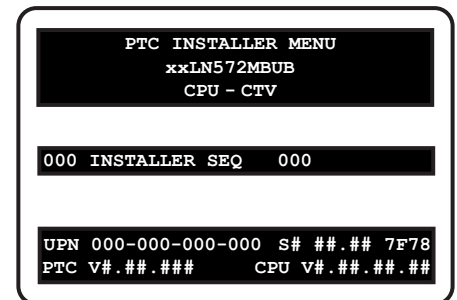 PTC INSTALLER MENU
xxLN572MBUB
CPU – CTV
000 INSTALLER SEQ 000
UPN 000-000-000-000 S# ##.## 7F78
PTC V#.##.### CPU V#.##.##.##